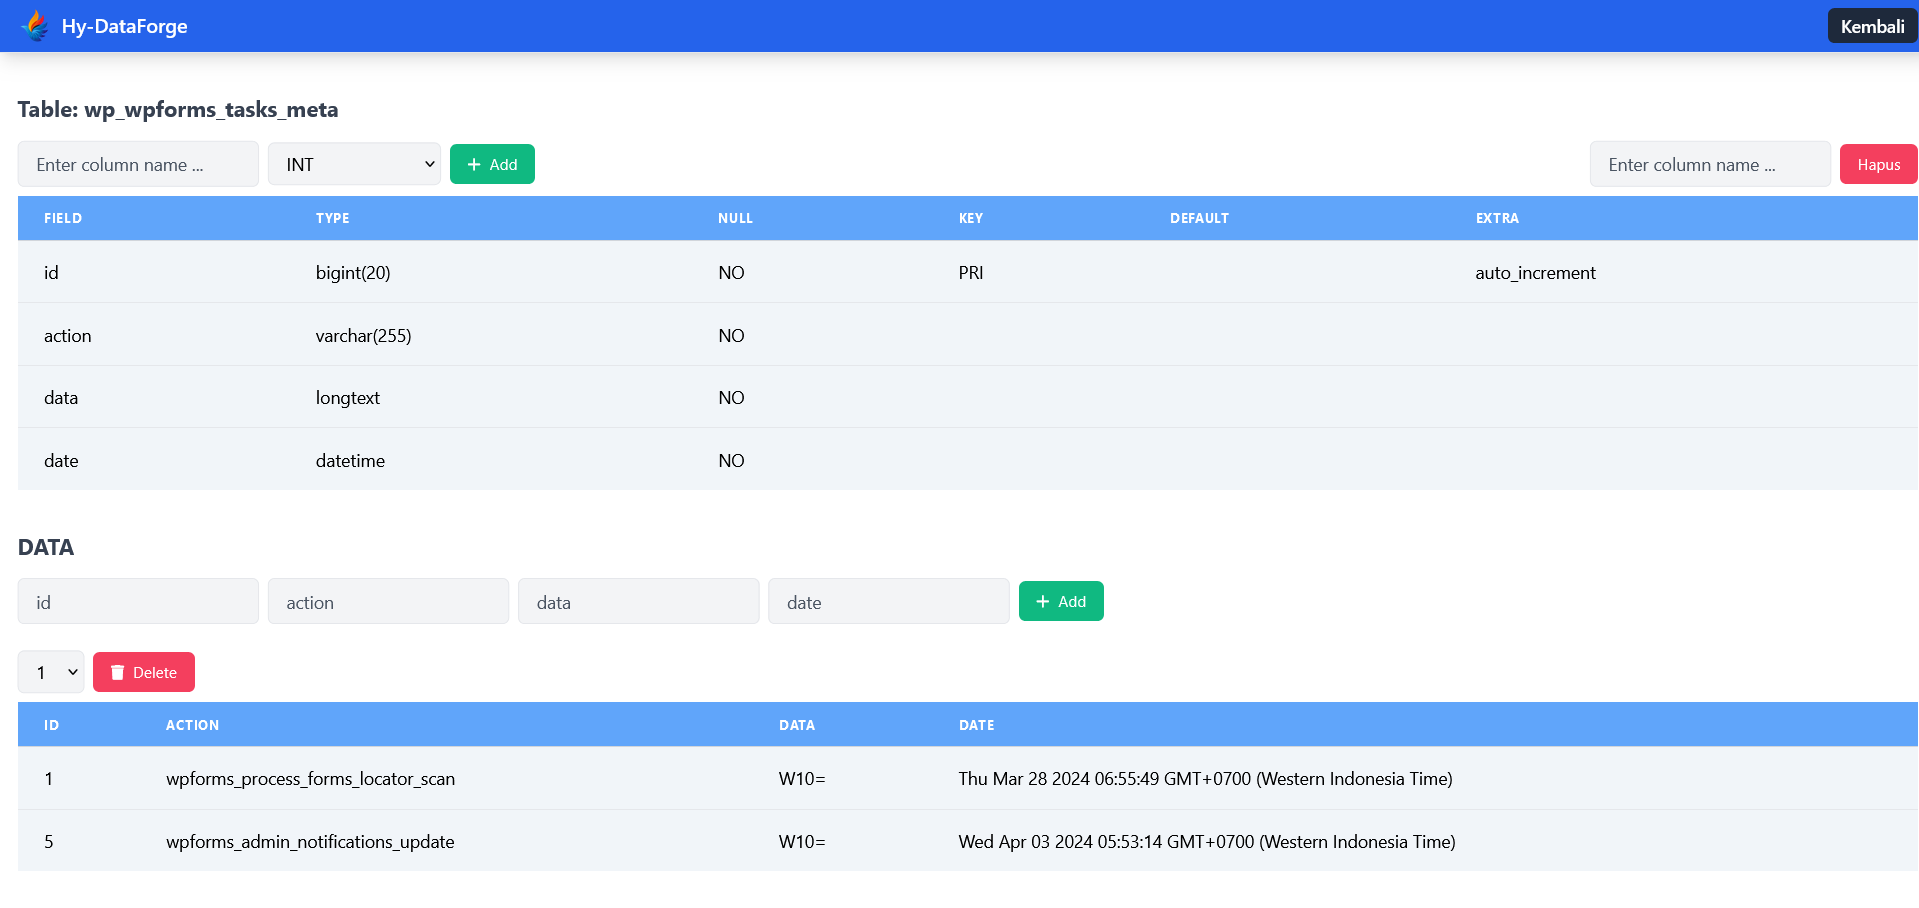 Hy-DataForge Kembali
Table: wp_wpforms_tasks_meta
Enter column name ... INT Add Enter column name ... Hapus
FIELD TYPE NULL KEY DEFAULT EXTRA
id bigint(20) NO PRI auto_increment
action varchar(255) NO
data longtext NO
date datetime NO
DATA
id action data date Add
1 Delete
ID ACTION DATA DATE
1 wpforms_process_forms_locator_scan W10= Thu Mar 28 2024 06:55:49 GMT+0700 (Western Indonesia Time)
5 wpforms_admin_notifications_update W10= Wed Apr 03 2024 05:53:14 GMT+0700 (Western Indonesia Time)